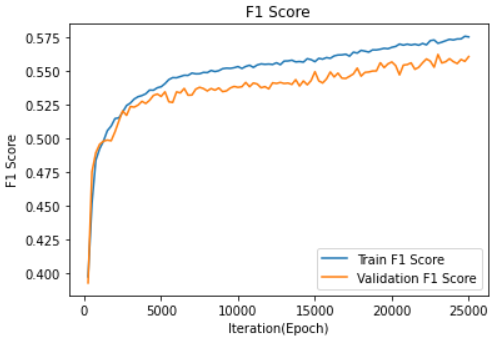 F1 Score
0.575
0.550
0.525
0.500
0.475
0.450
0.425
0.400
F1 Score
Train F1 Score
Validation F1 Score
0
5000
10000
15000
20000
25000
Iteration(Epoch)